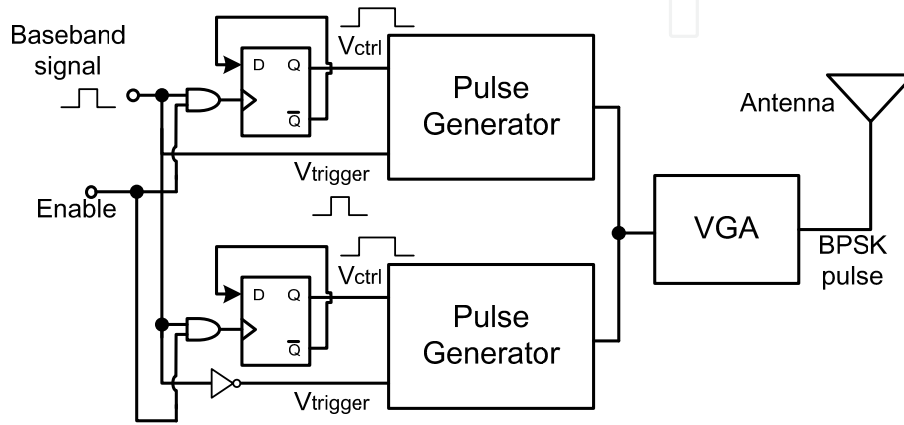 Baseband
signal
Vctrl
D Q
Q̅
Pulse
Generator
Antenna
Vtrigger
Enable
VGA
BPSK
pulse
Vctrl
D Q
Q̅
Pulse
Generator
Vtrigger